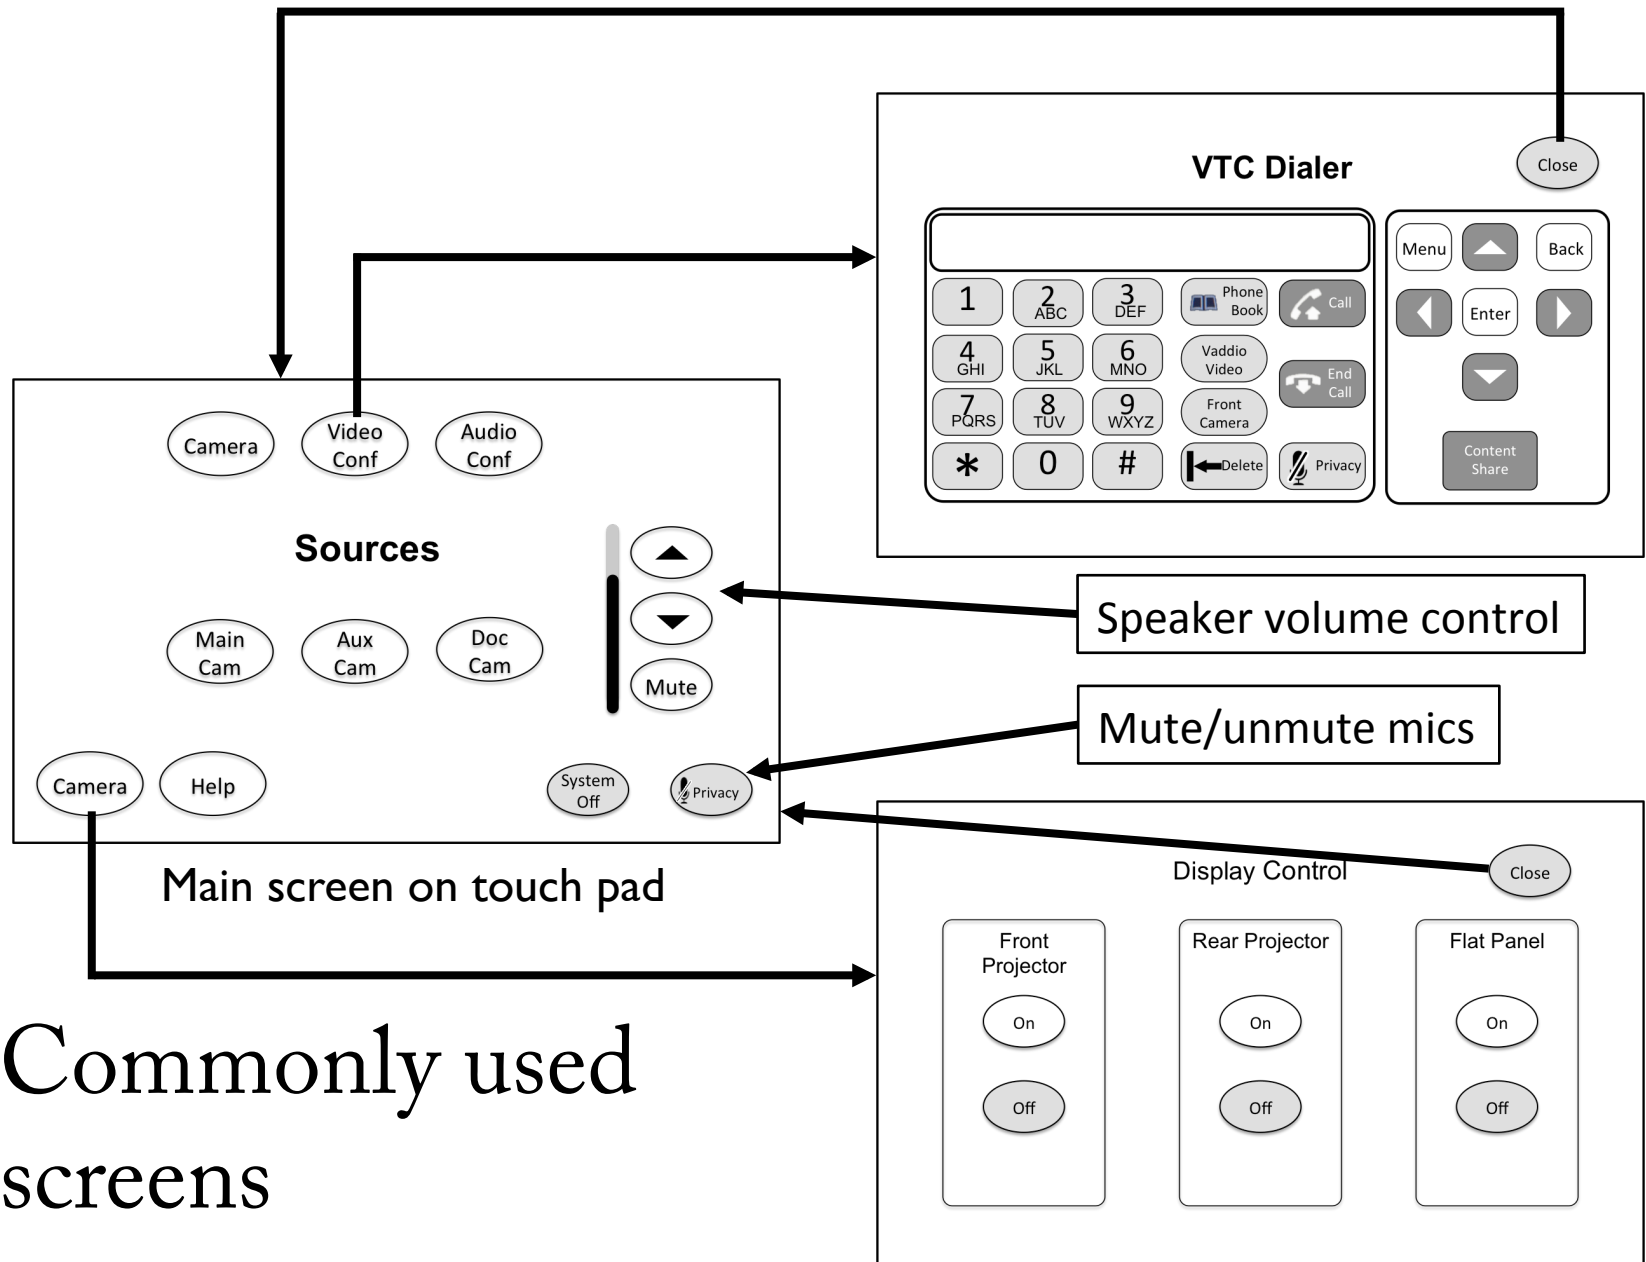 VTC Dialer
Close
Menu
Back
1
2
ABC
3
DEF
Phone
Book
Call
Enter
4
GHI
5
JKL
6
MNO
Vaddio
Video
End
Call
7
PQRS
8
TUV
9
WXYZ
Front
Camera
*
0
#
Delete
Privacy
Content
Share
Camera
Video
Conf
Audio
Conf
Sources
Main
Cam
Aux
Cam
Doc
Cam
Mute
Camera
Help
System
Off
Privacy
Speaker volume control
Mute/unmute mics
Main screen on touch pad
Display Control
Close
Front
Projector
On
Off
Rear Projector
On
Off
Flat Panel
On
Off
Commonly used
screens